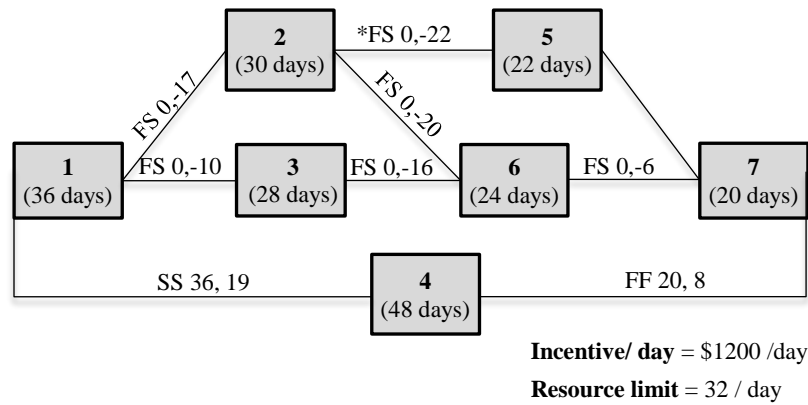 2
(30 days)
*FS 0,-22
5
(22 days)
FS 0,-17
FS 0,-20
1
(36 days)
FS 0,-10
3
(28 days)
FS 0,-16
6
(24 days)
FS 0,-6
7
(20 days)
SS 36, 19
4
(48 days)
FF 20, 8
Incentive/ day = $1200 /day
Resource limit = 32 / day